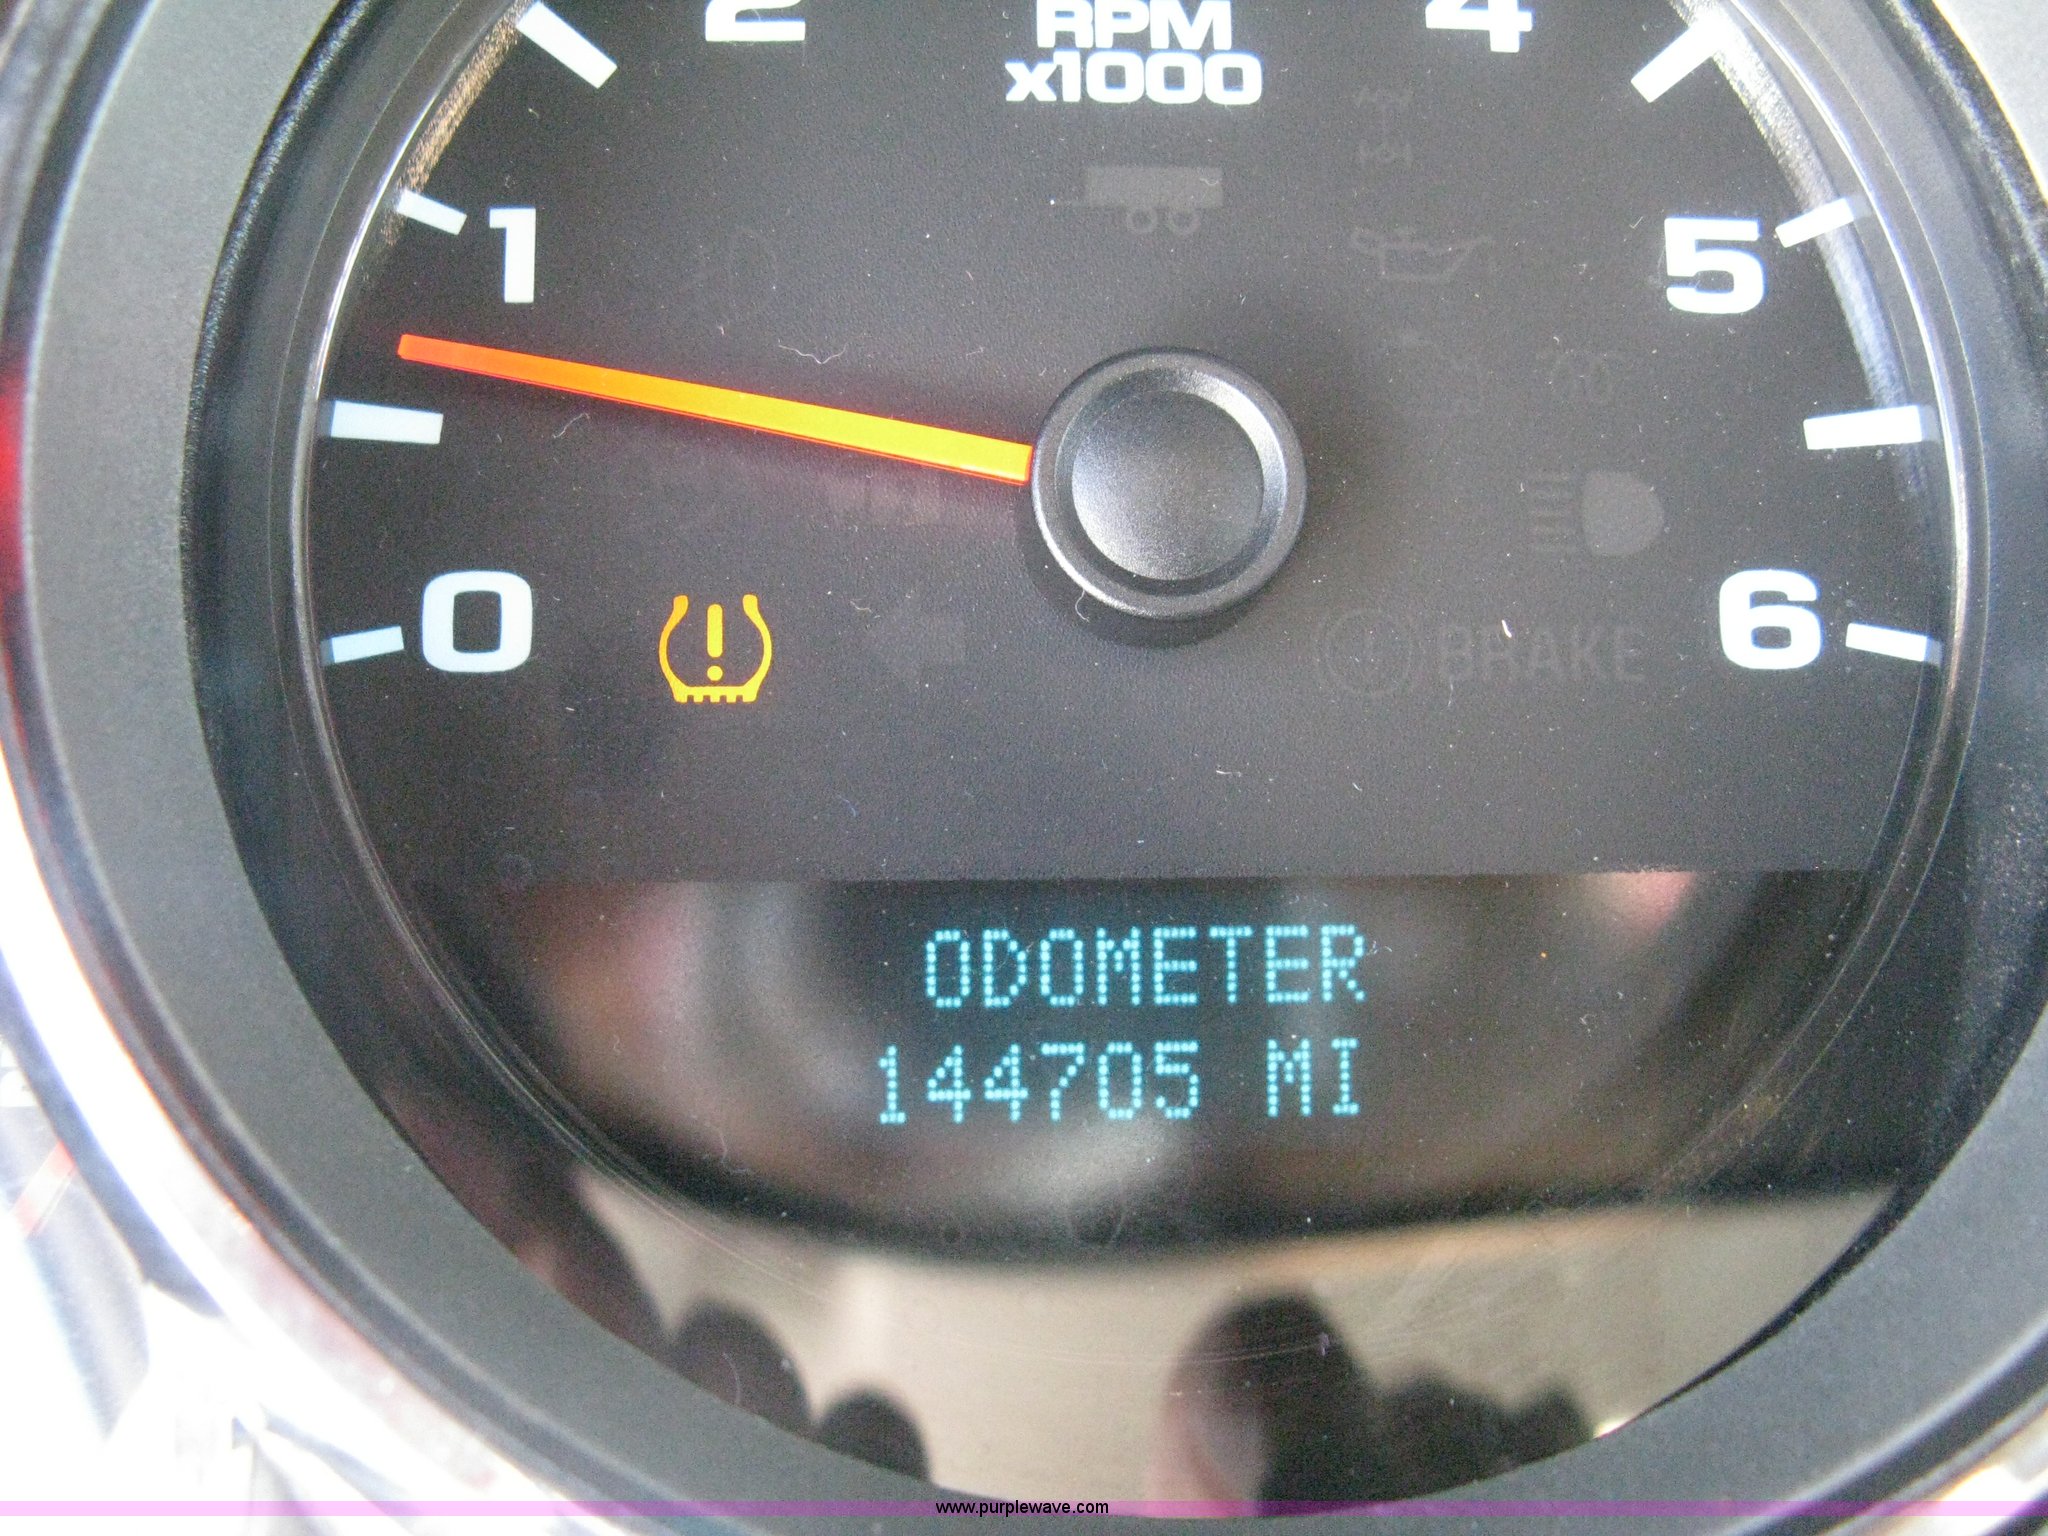 2
RPM
4
x1000
1
5
0
6
BRAKE
ODOMETER
144705 MI
www.purplewave.com